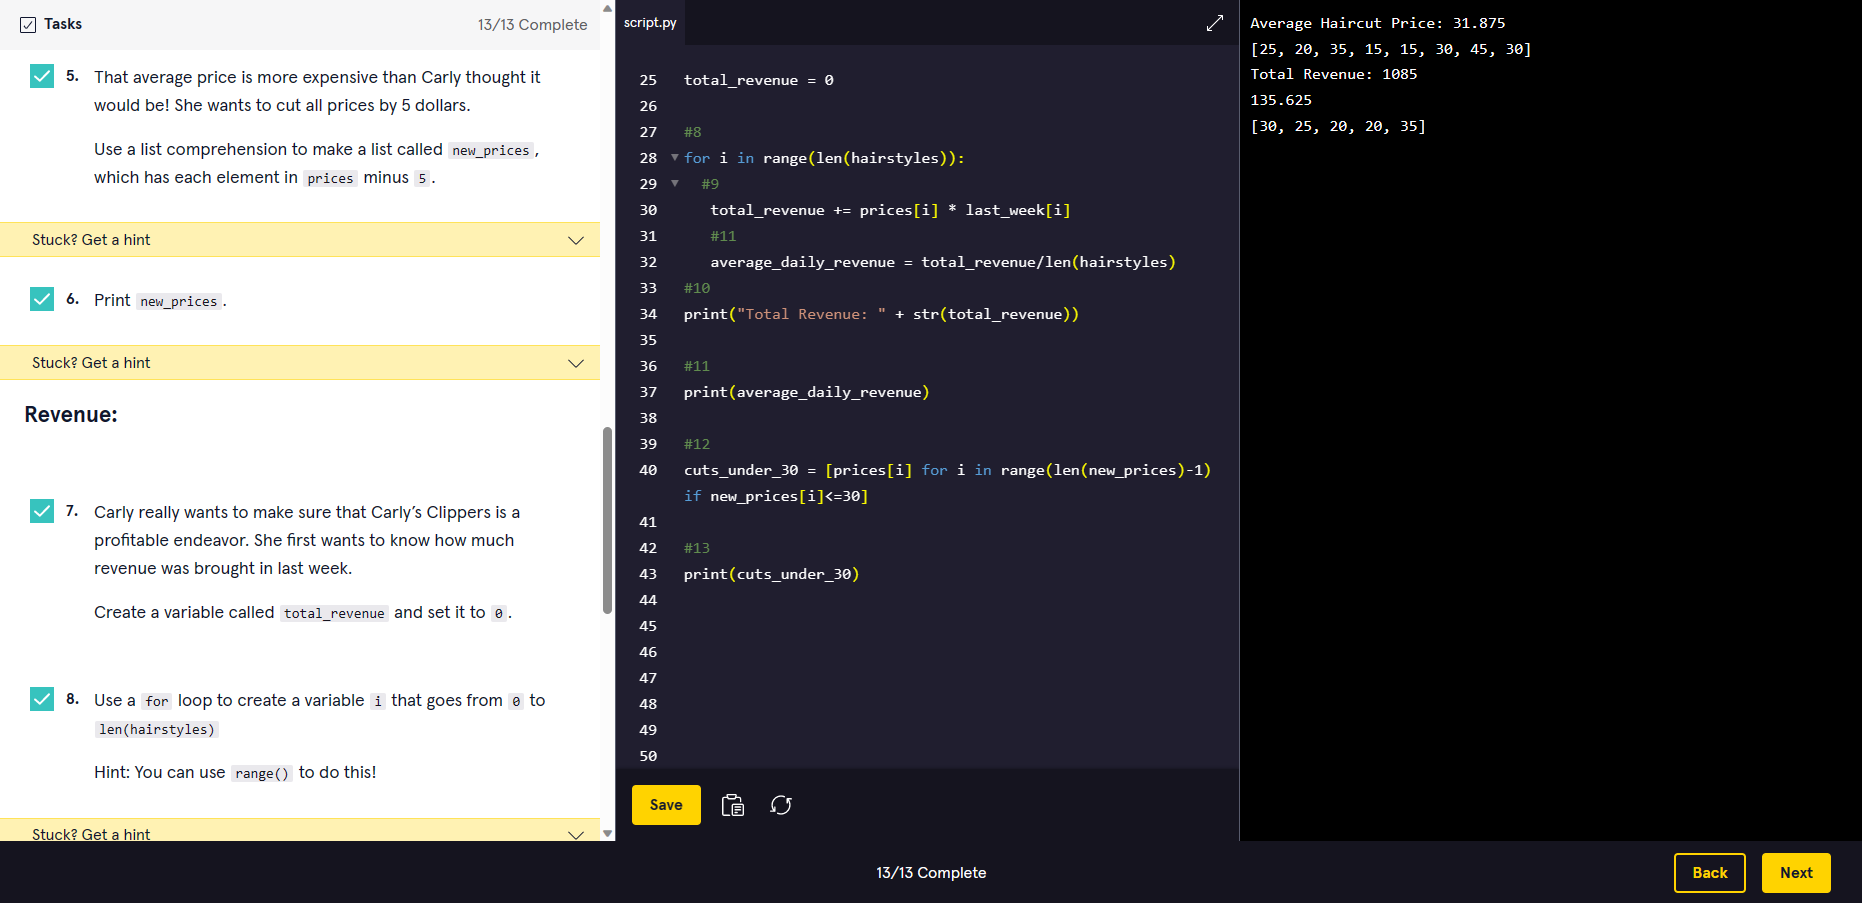 Tasks
13/13 Complete
5. That average price is more expensive than Carly thought it
would be! She wants to cut all prices by 5 dollars.
Use a list comprehension to make a list called new_prices,
which has each element in prices minus 5.
Stuck? Get a hint
6. Print new_prices.
Stuck? Get a hint
Revenue:
7. Carly really wants to make sure that Carly's Clippers is a
profitable endeavor. She first wants to know how much
revenue was brought in last week.
Create a variable called total_revenue and set it to 0.
8. Use a for loop to create a variable i that goes from 0 to
len(hairstyles)
Hint: You can use range() to do this!
Stuck? Get a hint
script.py
25 total_revenue = 0
26
27 #8
28 for i in range(len(hairstyles)):
29 #9
30 total_revenue += prices[i] * last_week[i]
31 #11
32 average_daily_revenue = total_revenue/len(hairstyles)
33 #10
34 print("Total Revenue: " + str(total_revenue))
35
36 #11
37 print(average_daily_revenue)
38
39 #12
40 cuts_under_30 = [prices[i] for i in range(len(new_prices)-1)
if new_prices[i]<=30]
41
42 #13
43 print(cuts_under_30)
44
45
46
47
48
49
50
Save
Average Haircut Price: 31.875
[25, 20, 35, 15, 15, 30, 45, 30]
Total Revenue: 1085
135.625
[30, 25, 20, 20, 35]
13/13 Complete
Back
Next